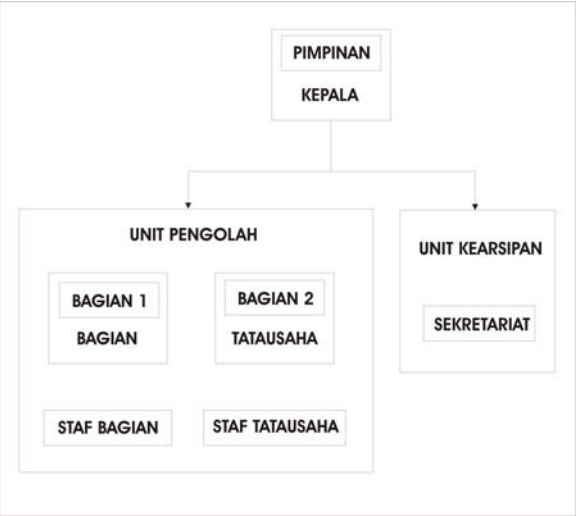 PIMPINAN
KEPALA
UNIT PENGOLAH
BAGIAN 1
BAGIAN
BAGIAN 2
TATAUSAHA
STAF BAGIAN
STAF TATAUSAHA
UNIT KEARSIPAN
SEKRETARIAT